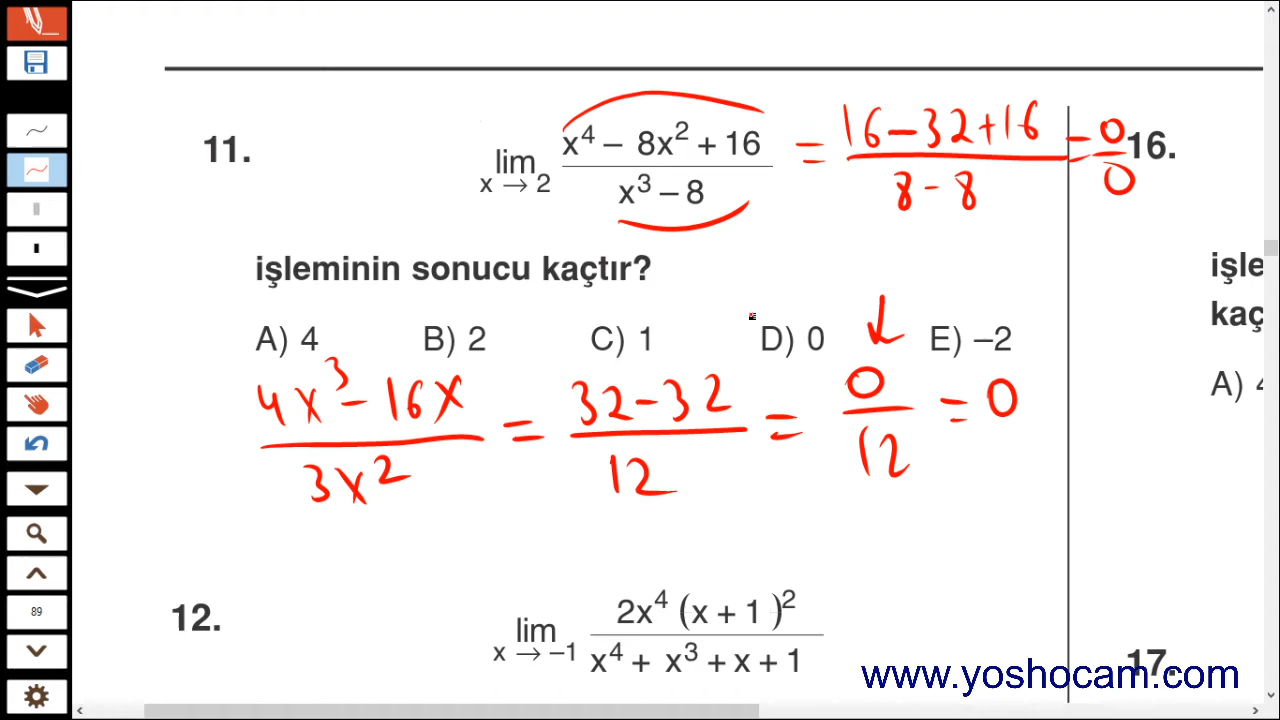 11. lim x → 2 x⁴ – 8x² + 16 / x³ – 8 = 16 – 32 + 16 / 8 - 8 = 0/0
işleminin sonucu kaçtır?
A) 4 B) 2 C) 1 D) 0 E) –2
4x³ – 16x / 3x² = 32 – 32 / 12 = 0 / 12 = 0
12. lim x → –1 2x⁴ (x + 1)² / x⁴ + x³ + x + 1
16.
işle
kaç
A) 4
17.
www.yoshocam.com
89